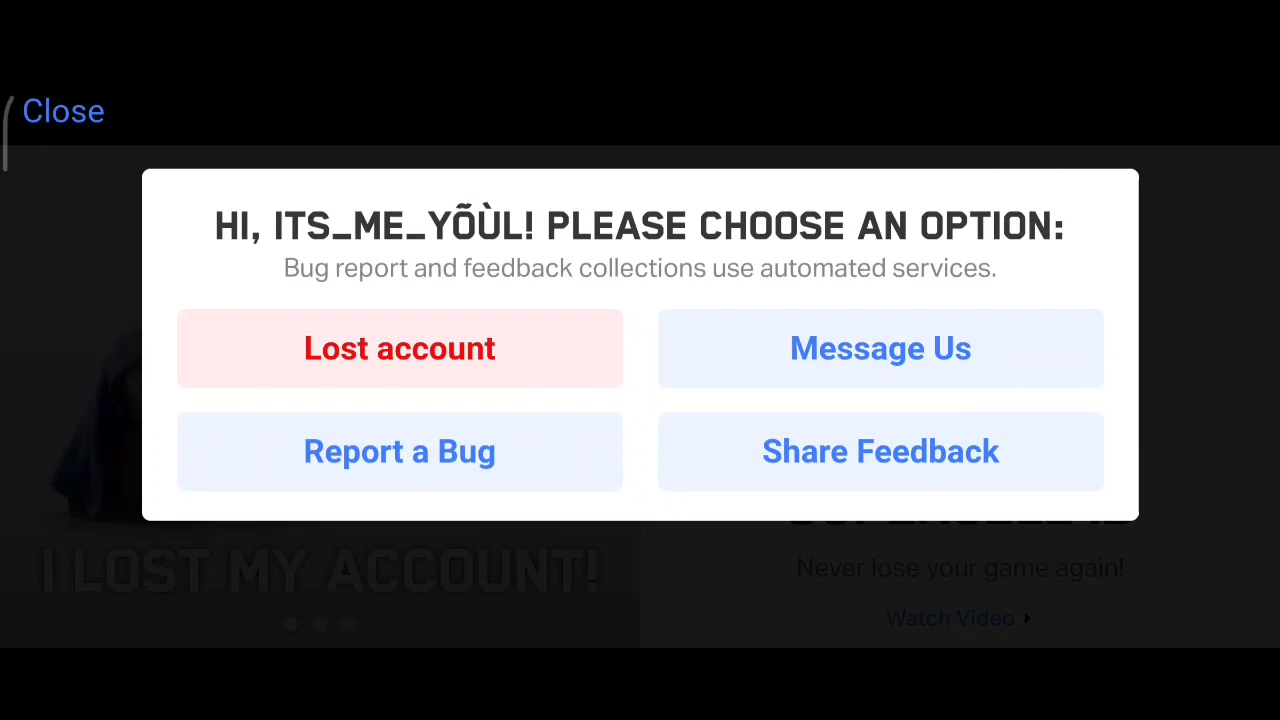 Close
HI, ITS_ME_YÕÙL! PLEASE CHOOSE AN OPTION:
Bug report and feedback collections use automated services.
Lost account
Message Us
Report a Bug
Share Feedback
I LOST MY ACCOUNT!
Never lose your game again!
Watch Video